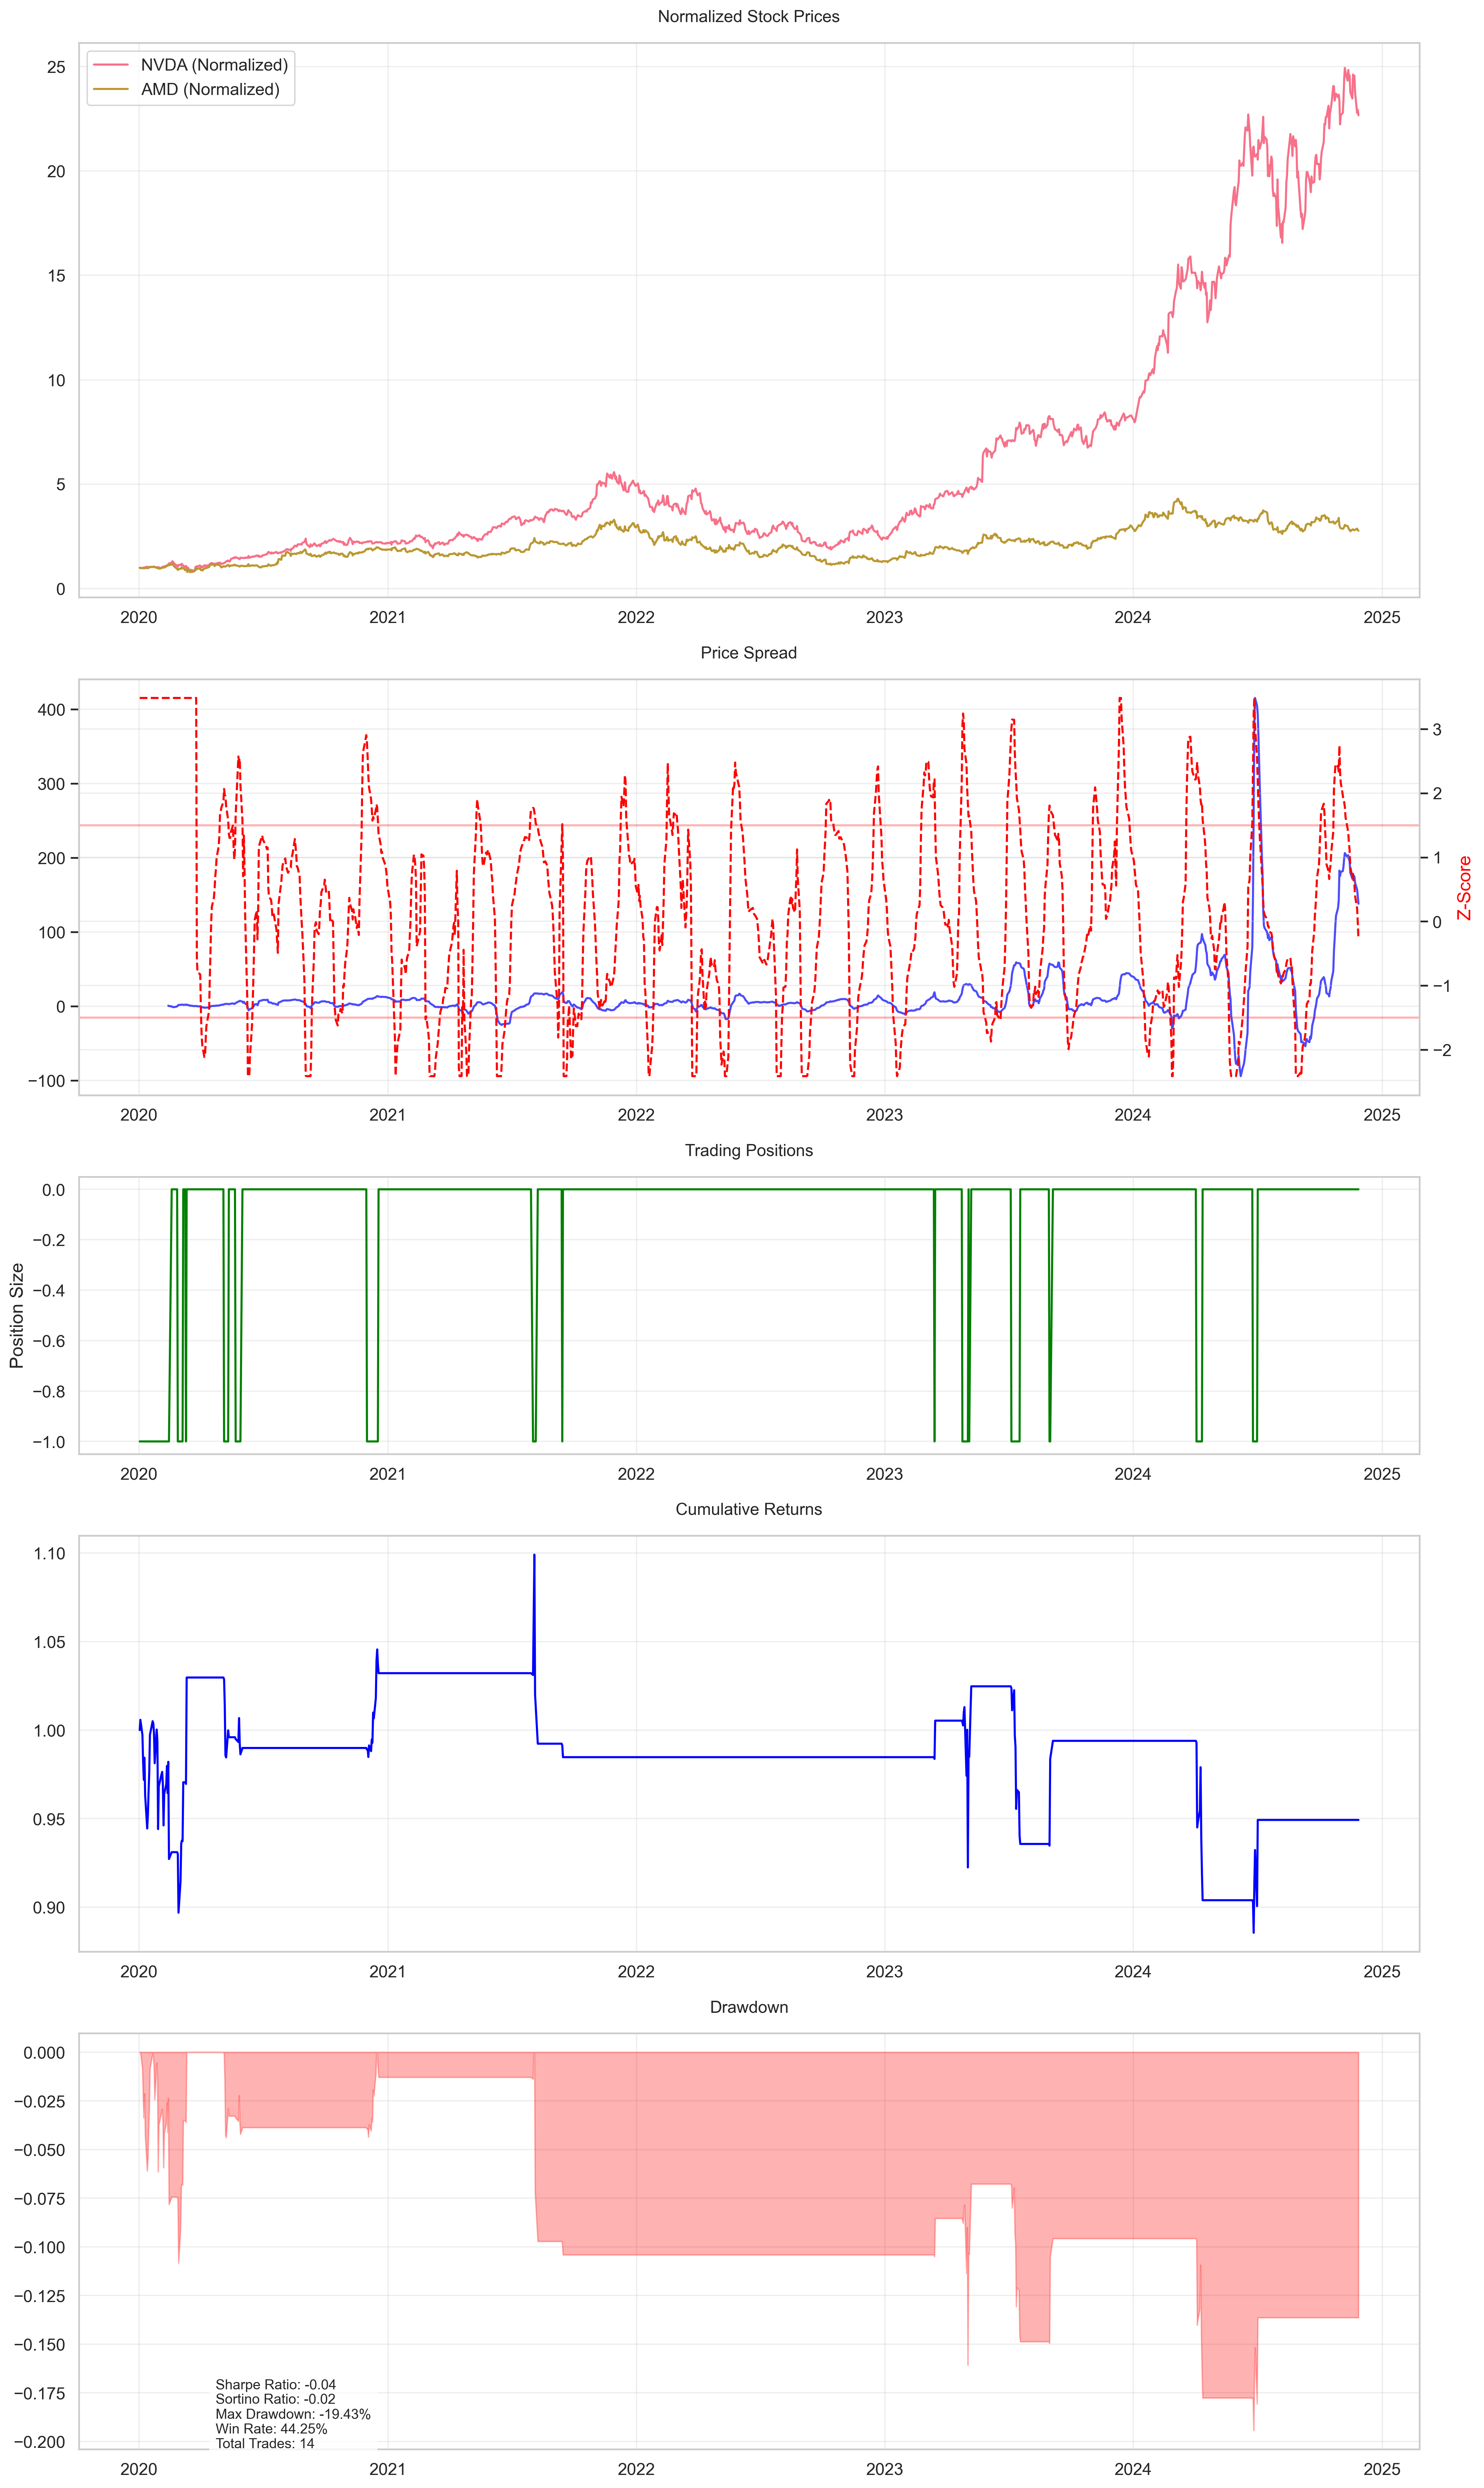 Normalized Stock Prices
NVDA (Normalized)
AMD (Normalized)
25
20
15
10
5
0
2020 2021 2022 2023 2024 2025
Price Spread
400
300
200
100
0
−100
3
2
1
0
−1
−2
Z-Score
2020 2021 2022 2023 2024 2025
Trading Positions
Position Size
0.0
−0.2
−0.4
−0.6
−0.8
−1.0
2020 2021 2022 2023 2024 2025
Cumulative Returns
1.10
1.05
1.00
0.95
0.90
2020 2021 2022 2023 2024 2025
Drawdown
0.000
−0.025
−0.050
−0.075
−0.100
−0.125
−0.150
−0.175
−0.200
Sharpe Ratio: -0.04
Sortino Ratio: -0.02
Max Drawdown: -19.43%
Win Rate: 44.25%
Total Trades: 14
2020 2021 2022 2023 2024 2025